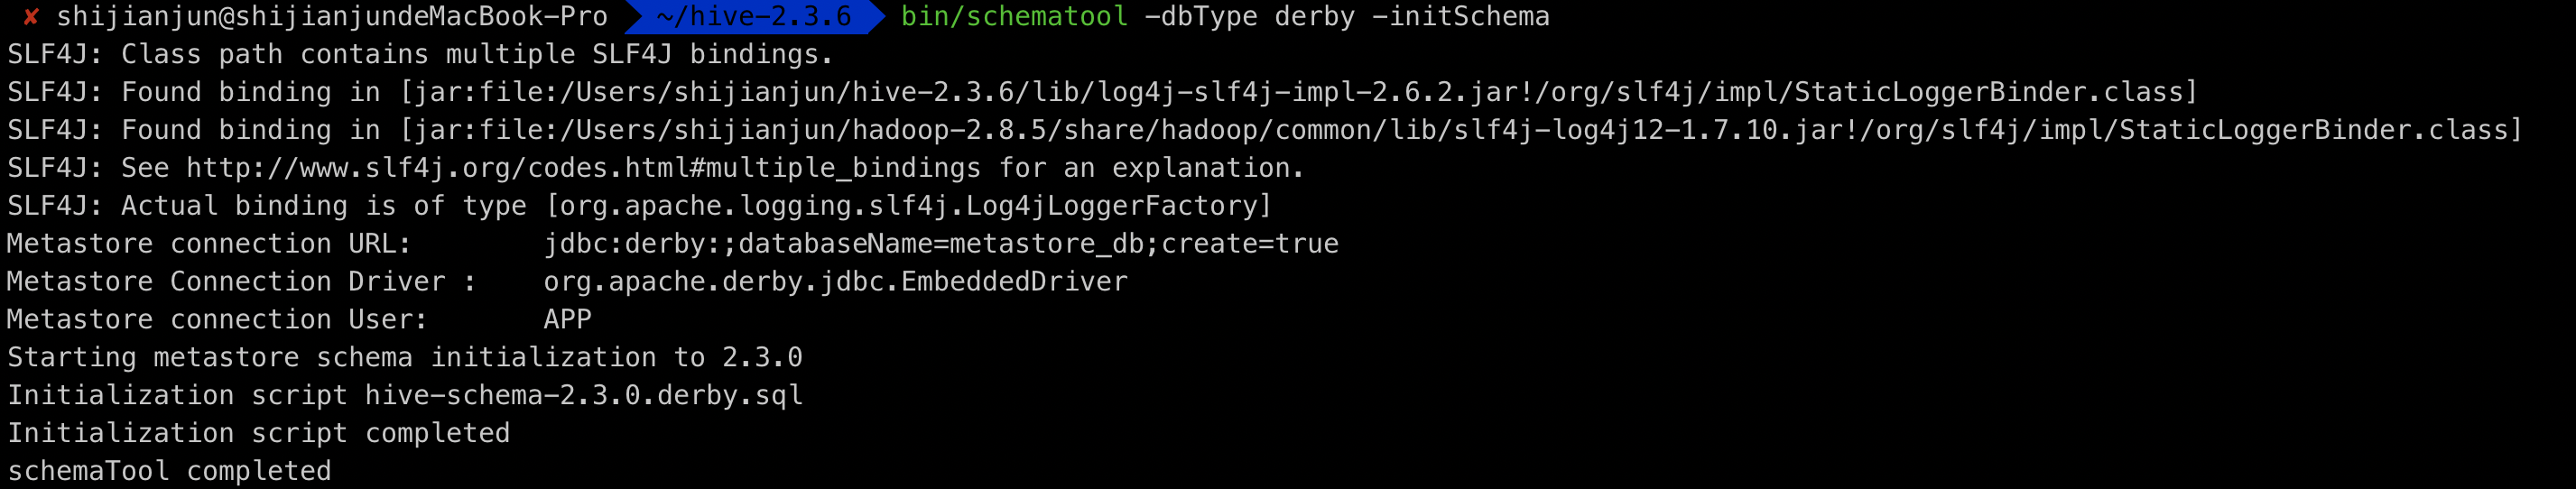 ✘ shijianjun@shijianjundeMacBook-Pro ~/hive-2.3.6 bin/schematool -dbType derby -initSchema
SLF4J: Class path contains multiple SLF4J bindings.
SLF4J: Found binding in [jar:file:/Users/shijianjun/hive-2.3.6/lib/log4j-slf4j-impl-2.6.2.jar!/org/slf4j/impl/StaticLoggerBinder.class]
SLF4J: Found binding in [jar:file:/Users/shijianjun/hadoop-2.8.5/share/hadoop/common/lib/slf4j-log4j12-1.7.10.jar!/org/slf4j/impl/StaticLoggerBinder.class]
SLF4J: See http://www.slf4j.org/codes.html#multiple_bindings for an explanation.
SLF4J: Actual binding is of type [org.apache.logging.slf4j.Log4jLoggerFactory]
Metastore connection URL: jdbc:derby:;databaseName=metastore_db;create=true
Metastore Connection Driver : org.apache.derby.jdbc.EmbeddedDriver
Metastore connection User: APP
Starting metastore schema initialization to 2.3.0
Initialization script hive-schema-2.3.0.derby.sql
Initialization script completed
schemaTool completed